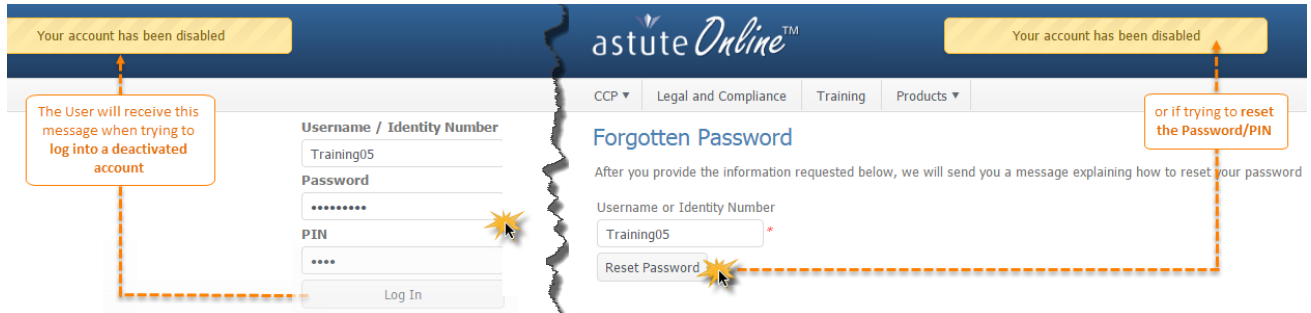 Your account has been disabled
The User will receive this
message when trying to
log into a deactivated
account
Username / Identity Number
Training05
Password
•••••••••
PIN
••••
Log In
astute Online™
Your account has been disabled
CCP ▼ Legal and Compliance Training Products ▼
or if trying to reset
the Password/PIN
Forgotten Password
After you provide the information requested below, we will send you a message explaining how to reset your password
Username or Identity Number
Training05 *
Reset Password